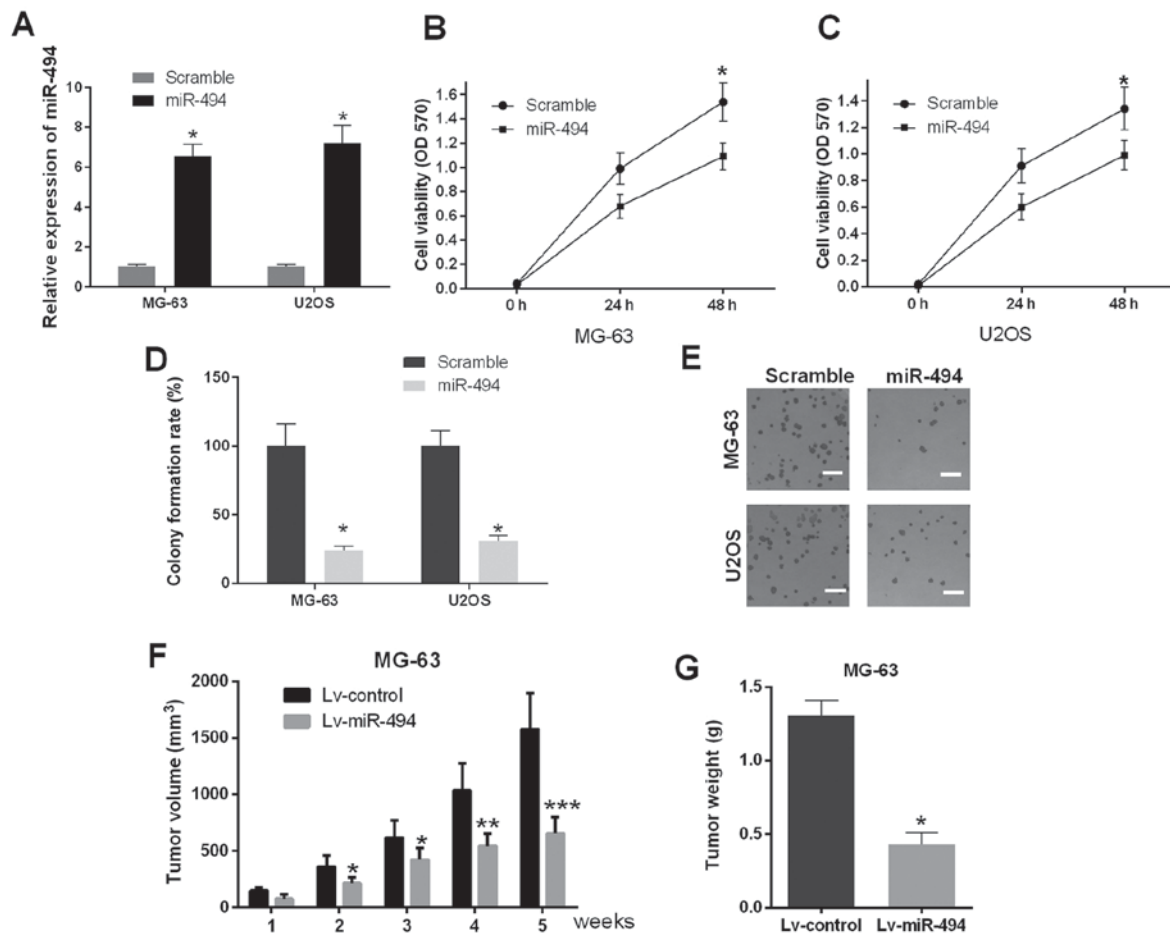 A
Relative expression of miR-494
Scramble
miR-494
10
8
6
4
2
0
*
*
MG-63
U2OS
B
Cell viability (OD 570)
1.6
1.4
1.2
1.0
0.8
0.6
0.4
0.2
0.0
Scramble
miR-494
*
0 h
24 h
48 h
MG-63
C
Cell viability (OD 570)
1.4
1.2
1.0
0.8
0.6
0.4
0.2
0.0
Scramble
miR-494
*
0 h
24 h
48 h
U2OS
D
Colony formation rate (%)
Scramble
miR-494
150
100
50
25
0
*
*
MG-63
U2OS
E
Scramble miR-494
MG-63
U2OS
F
MG-63
Tumor volume (mm3)
2000
1500
1000
500
0
Lv-control
Lv-miR-494
*
*
**
***
1 2 3 4 5 weeks
G
MG-63
Tumor weight (g)
1.5
1.0
0.5
0.0
*
Lv-control Lv-miR-494